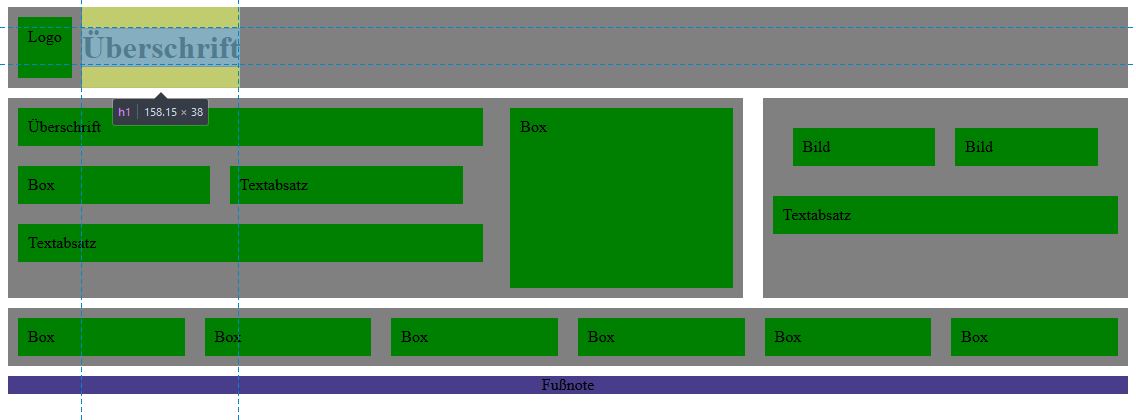 Logo
Überschrift
h1 158.15 × 38
Überschrift
Box
Textabsatz
Textabsatz
Box
Bild
Bild
Textabsatz
Box
Box
Box
Box
Box
Box
Fußnote